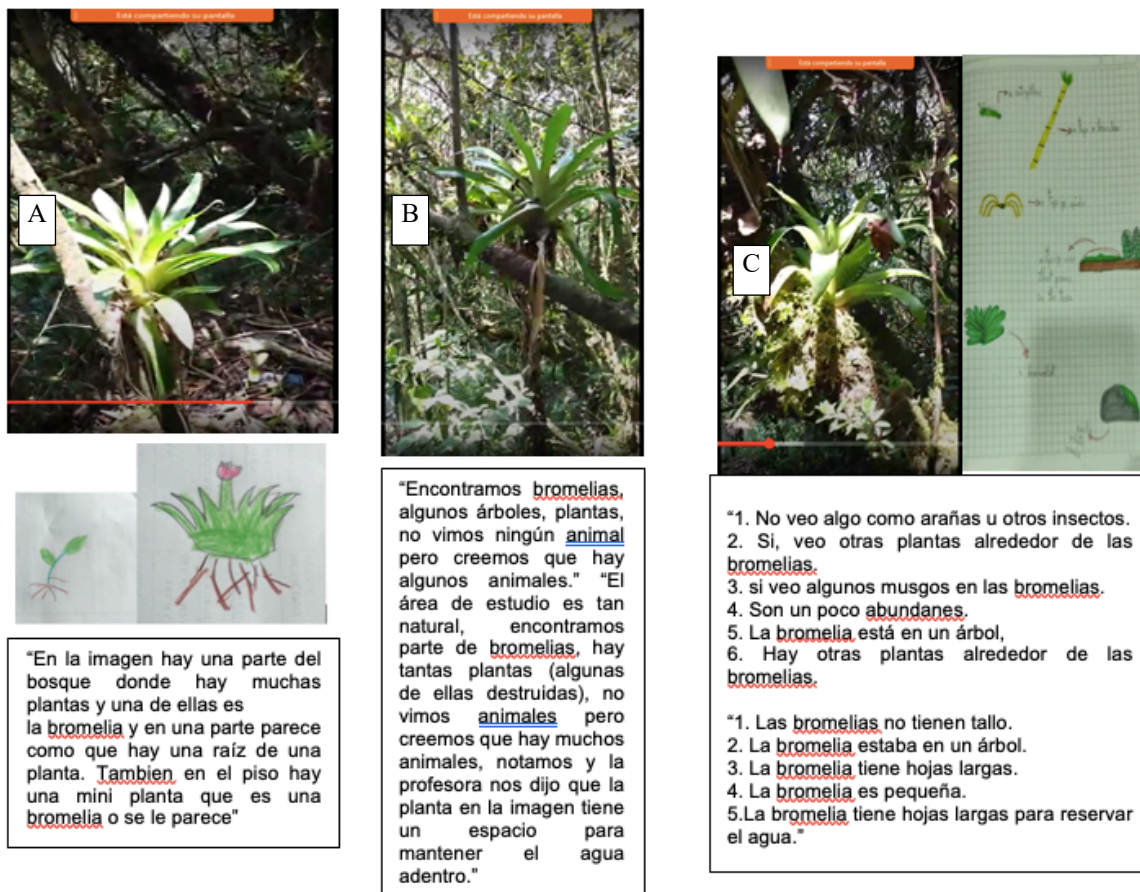 Está compartiendo su pantalla
A
“En la imagen hay una parte del
bosque donde hay muchas
plantas y una de ellas es
la bromelia y en una parte parece
como que hay una raíz de una
planta. Tambien en el piso hay
una mini planta que es una
bromelia o se le parece”
Está compartiendo su pantalla
B
“Encontramos bromelias,
algunos árboles, plantas,
no vimos ningún animal
pero creemos que hay
algunos animales.” “El
área de estudio es tan
natural, encontramos
parte de bromelias, hay
tantas plantas (algunas
de ellas destruidas), no
vimos animales pero
creemos que hay muchos
animales, notamos y la
profesora nos dijo que la
planta en la imagen tiene
un espacio para
mantener el agua
adentro."
Está compartiendo su pantalla
C
“1. No veo algo como arañas u otros insectos.
2. Si, veo otras plantas alrededor de las
bromelias.
3. si veo algunos musgos en las bromelias.
4. Son un poco abundanes.
5. La bromelia está en un árbol,
6. Hay otras plantas alrededor de las
bromelias.
“1. Las bromelias no tienen tallo.
2. La bromelia estaba en un árbol.
3. La bromelia tiene hojas largas.
4. La bromelia es pequeña.
5.La bromelia tiene hojas largas para reservar
el agua.”